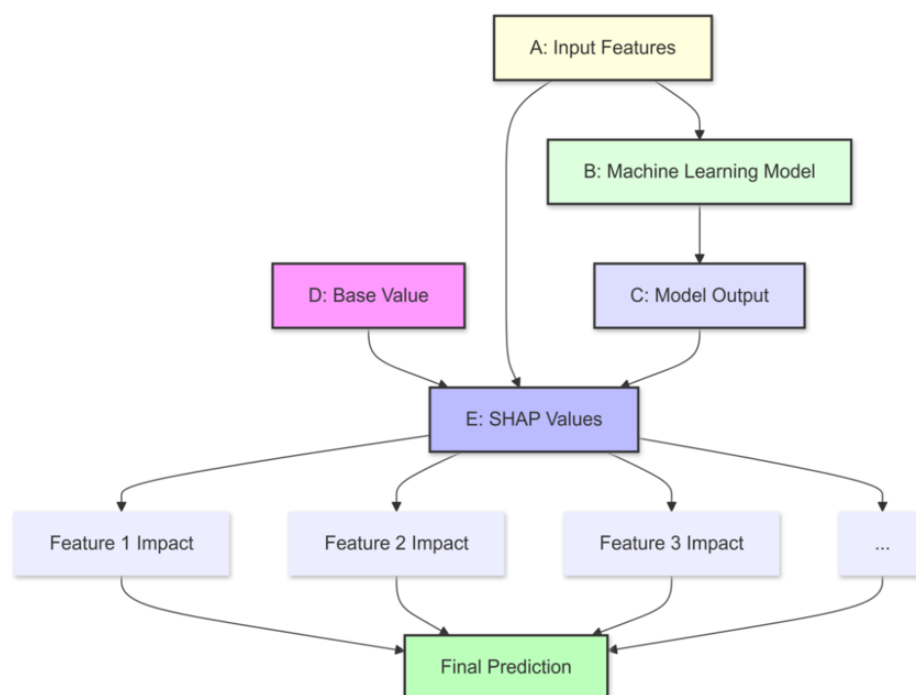 A: Input Features
B: Machine Learning Model
D: Base Value
C: Model Output
E: SHAP Values
Feature 1 Impact
Feature 2 Impact
Feature 3 Impact
...
Final Prediction